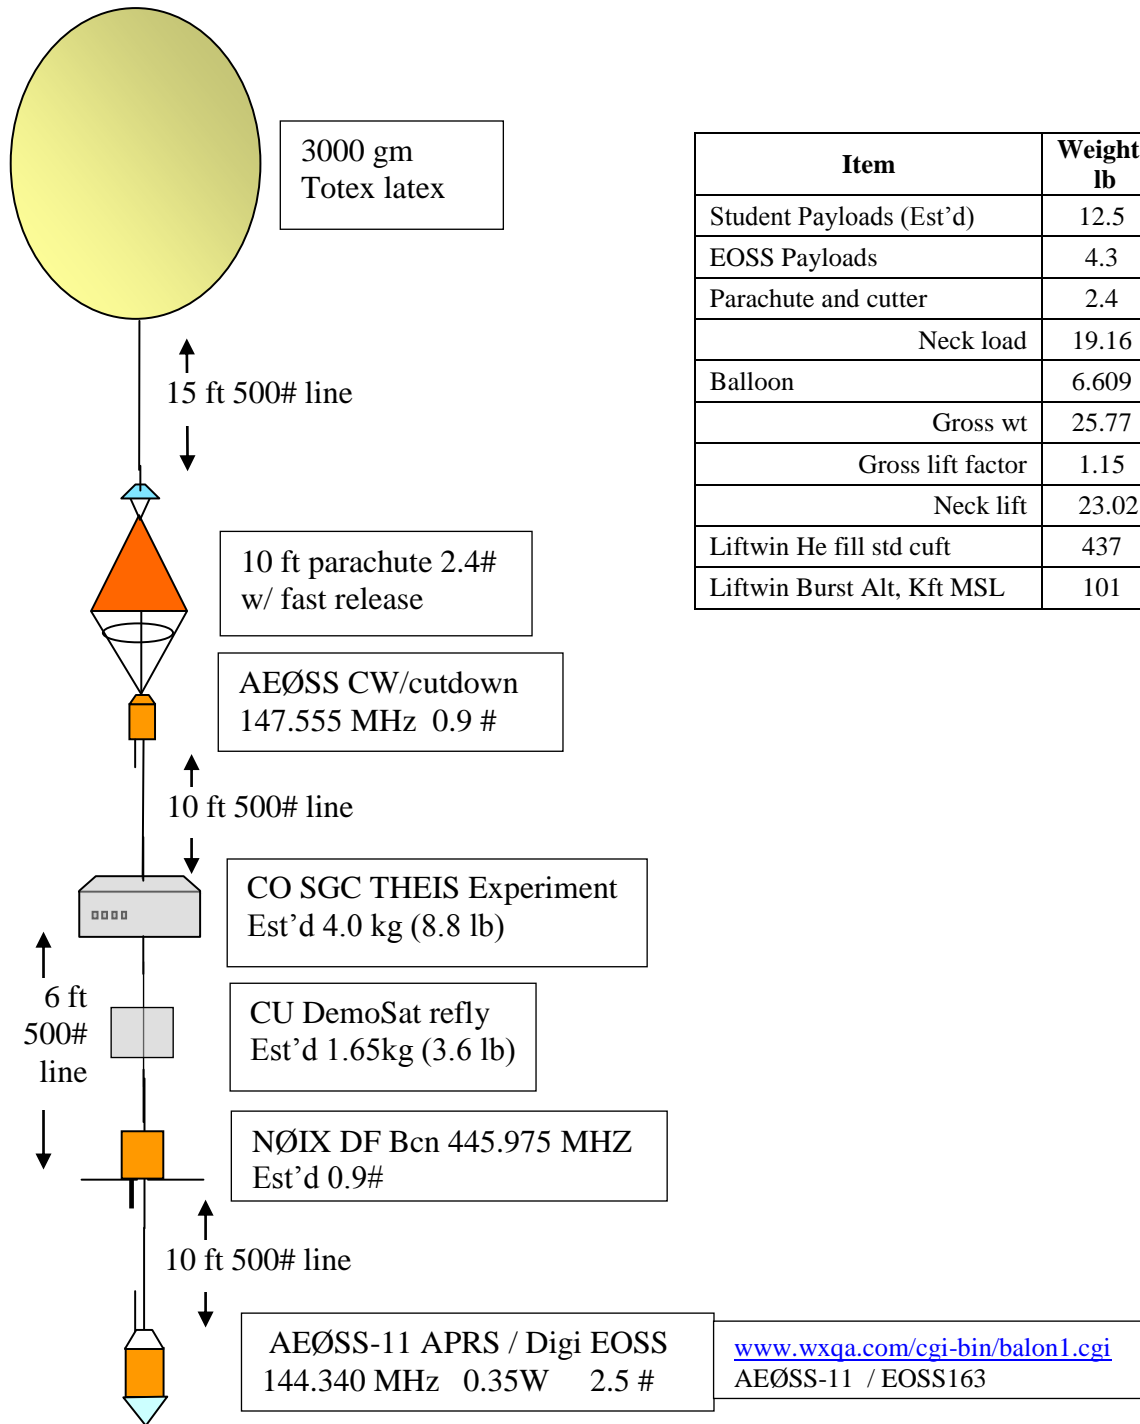 3000 gm
Totex latex
15 ft 500# line
10 ft parachute 2.4#
w/ fast release
AEØSS CW/cutdown
147.555 MHz 0.9 #
10 ft 500# line
CO SGC THEIS Experiment
Est’d 4.0 kg (8.8 lb)
6 ft
500#
line
CU DemoSat refly
Est’d 1.65kg (3.6 lb)
NØIX DF Bcn 445.975 MHZ
Est’d 0.9#
10 ft 500# line
AEØSS-11 APRS / Digi EOSS
144.340 MHz 0.35W 2.5 #
www.wxqa.com/cgi-bin/balon1.cgi
AEØSS-11 / EOSS163
Item Weight lb
Student Payloads (Est’d) 12.5
EOSS Payloads 4.3
Parachute and cutter 2.4
Neck load 19.16
Balloon 6.609
Gross wt 25.77
Gross lift factor 1.15
Neck lift 23.02
Liftwin He fill std cuft 437
Liftwin Burst Alt, Kft MSL 101